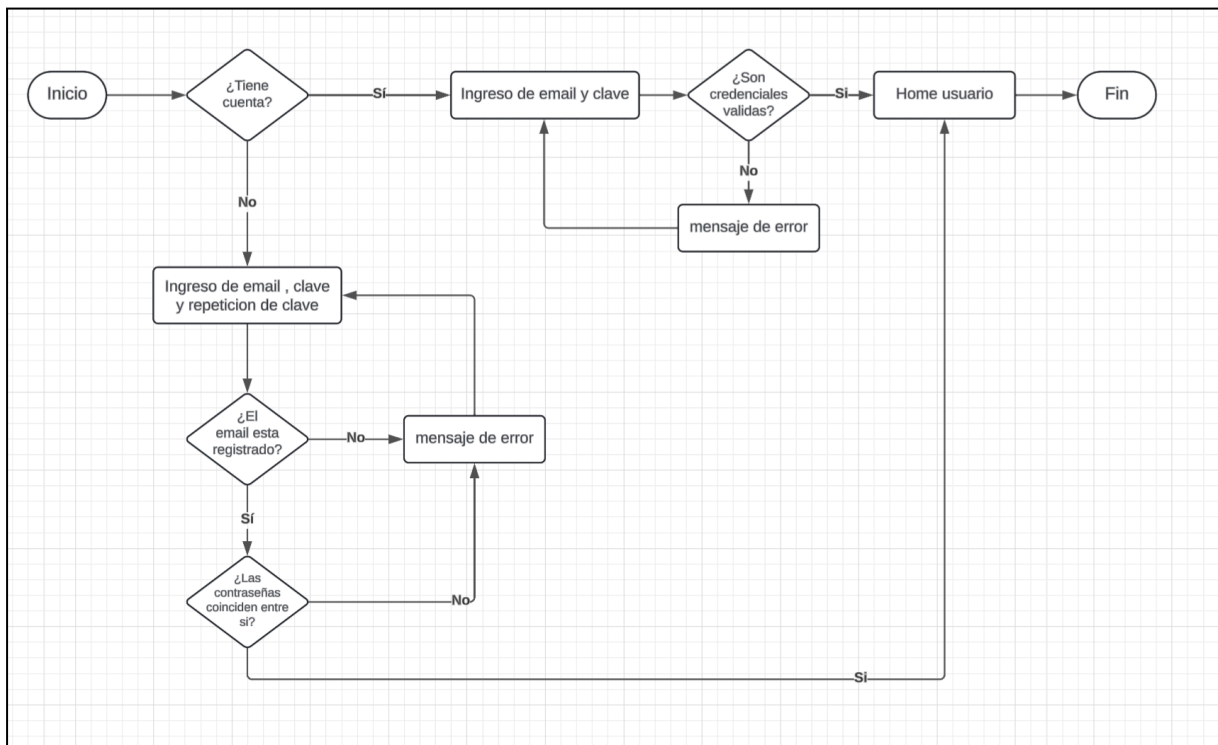 Inicio
¿Tiene
cuenta?
Sí
Ingreso de email y clave
¿Son
credenciales
validas?
Si
Home usuario
Fin
No
mensaje de error
No
Ingreso de email , clave
y repeticion de clave
¿El
email esta
registrado?
No
mensaje de error
Sí
¿Las
contraseñas
coinciden entre
si?
No
Si